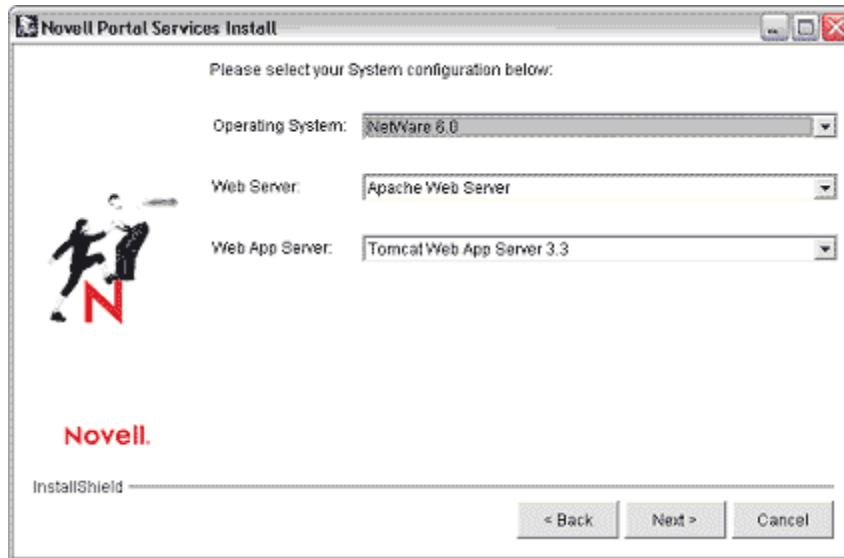 Novell Portal Services Install
Please select your System configuration below:
Operating System: NetWare 6.0
Web Server: Apache Web Server
Web App Server: Tomcat Web App Server 3.3
N
Novell.
InstallShield
< Back Next > Cancel